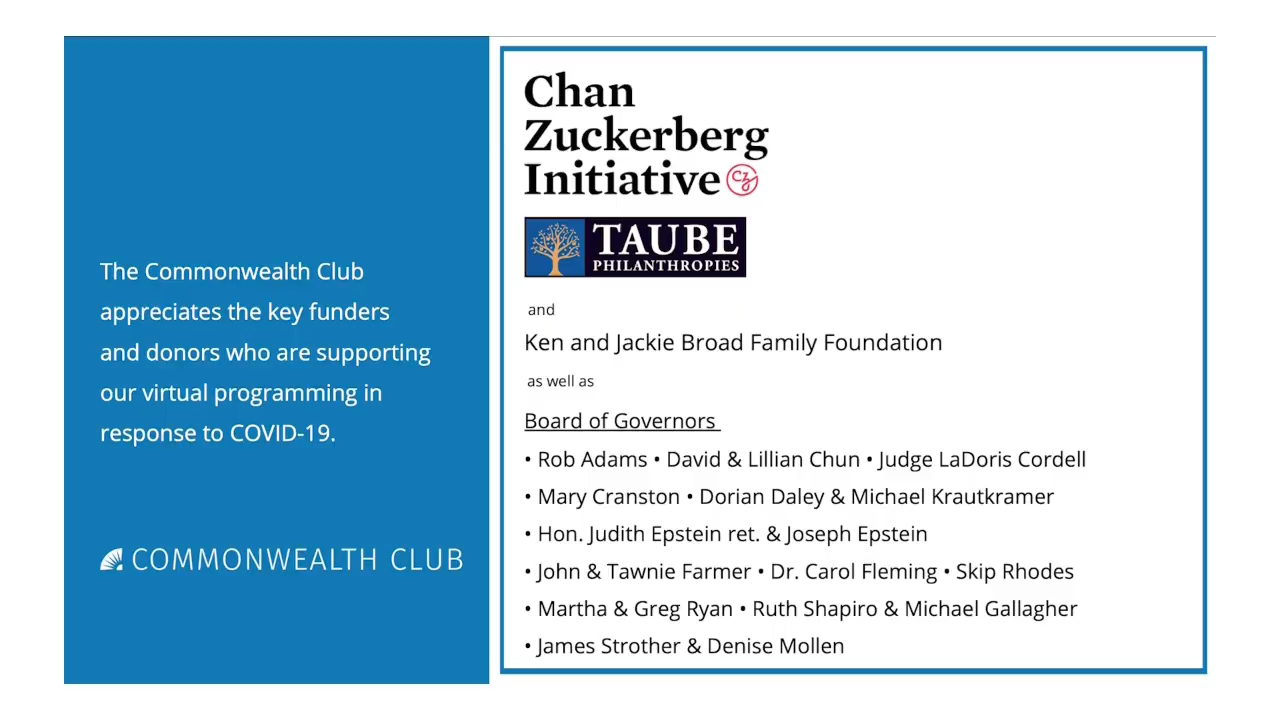 The Commonwealth Club
appreciates the key funders
and donors who are supporting
our virtual programming in
response to COVID-19.
COMMONWEALTH CLUB
Chan
Zuckerberg
Initiative
CZ
TAUBE
PHILANTHROPIES
and
Ken and Jackie Broad Family Foundation
as well as
Board of Governors
• Rob Adams • David & Lillian Chun • Judge LaDoris Cordell
• Mary Cranston • Dorian Daley & Michael Krautkramer
• Hon. Judith Epstein ret. & Joseph Epstein
• John & Tawnie Farmer • Dr. Carol Fleming • Skip Rhodes
• Martha & Greg Ryan • Ruth Shapiro & Michael Gallagher
• James Strother & Denise Mollen